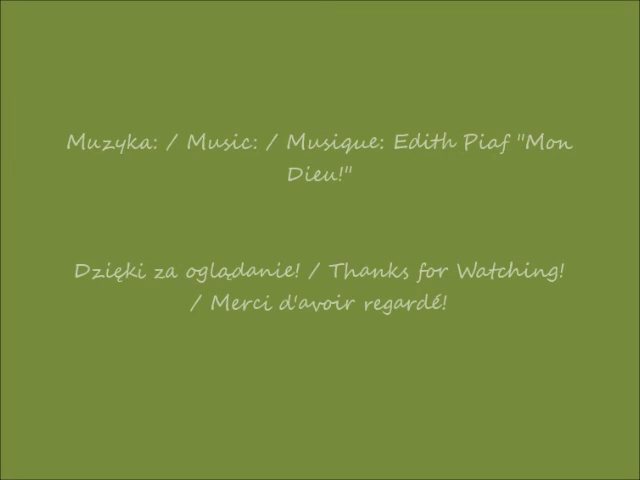 Muzyka: / Music: / Musique: Edith Piaf "Mon
Dieu!"
Dzięki za oglądanie! / Thanks for Watching!
/ Merci d'avoir regardé!